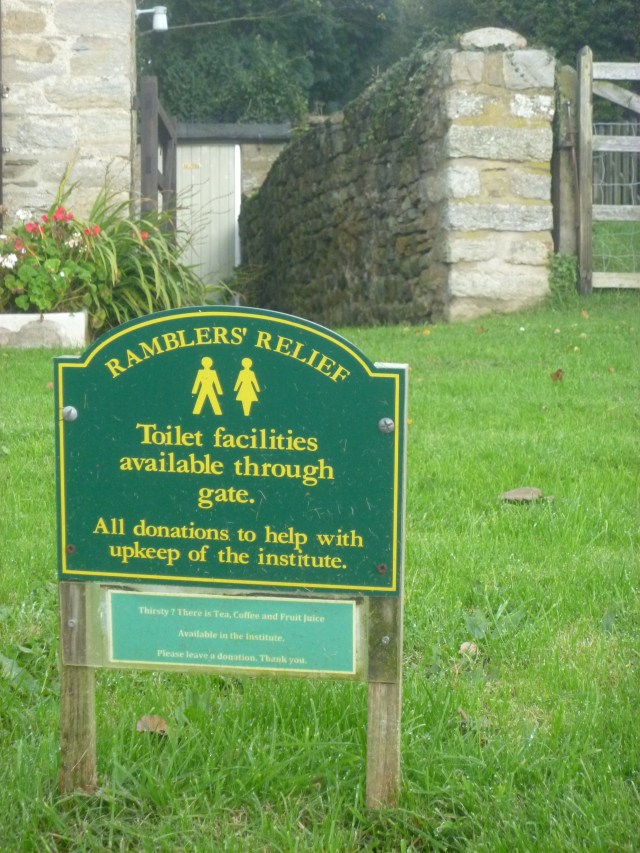 RAMBLERS' RELIEF
Toilet facilities
available through
gate.
All donations to help with
upkeep of the institute.
Thirsty ? There is Tea, Coffee and Fruit Juice
Available in the institute.
Please leave a donation. Thank you.